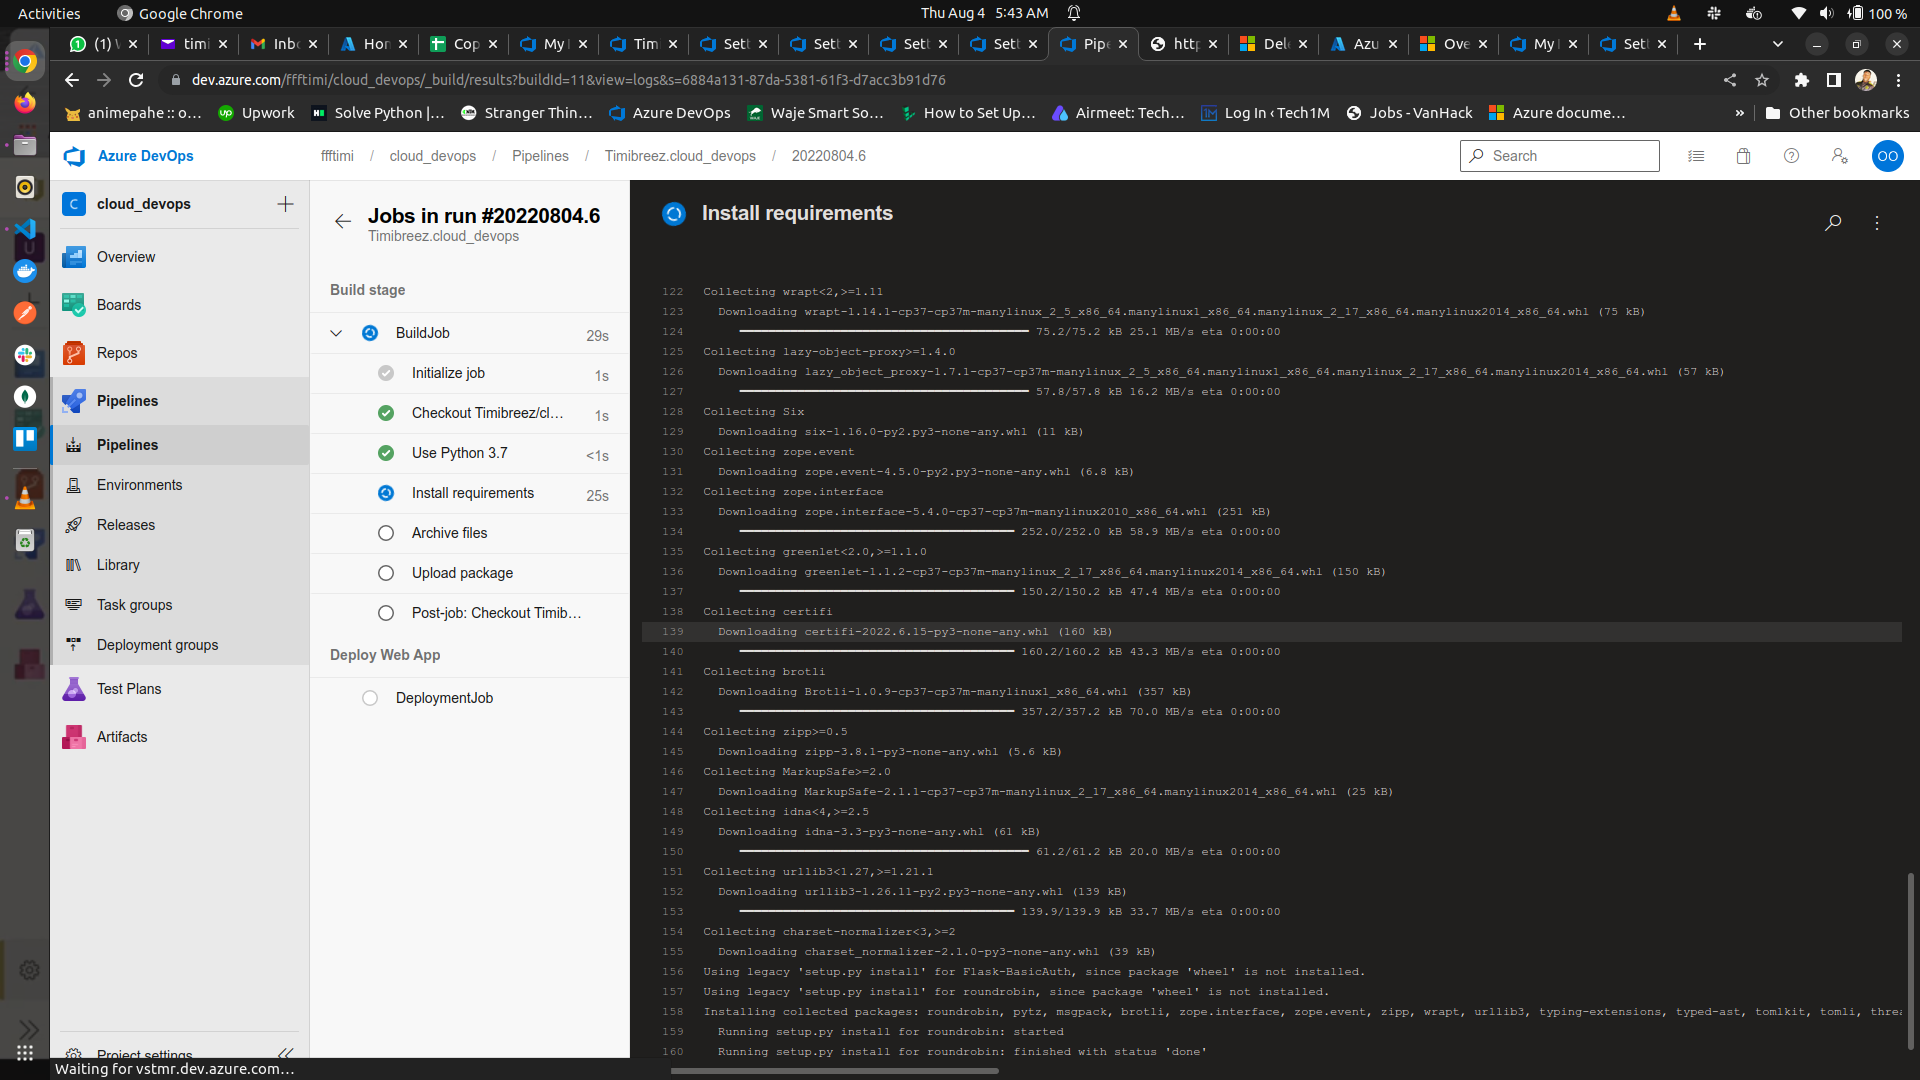 Activities
Google Chrome
Thu Aug 4 5:43 AM
100 %
(1) \
timi
Inbo
Hor
Cop
My
Tim
Sett
Sett
Sett
Sett
Pipe
http
Del
Azu
Ove
My
Sett
dev.azure.com/ffftimi/cloud_devops/_build/results?buildId=11&view=logs&s=6884a131-87da-5381-61f3-d7acc3b91d76
animepahe :: o...
Upwork
Solve Python |...
Stranger Thin...
Azure DevOps
Waje Smart So...
How to Set Up...
Airmeet: Tech...
Log In ‹ Tech1M
Jobs - VanHack
Azure docume...
»
Other bookmarks
Azure DevOps
ffftimi / cloud_devops / Pipelines / Timibreez.cloud_devops / 20220804.6
Search
OO
C
cloud_devops
Overview
Boards
Repos
Pipelines
Pipelines
Environments
Releases
Library
Task groups
Deployment groups
Test Plans
Artifacts
Project settings
Waiting for vstmr.dev.azure.com...
Jobs in run #20220804.6
Timibreez.cloud_devops
Build stage
BuildJob 29s
Initialize job 1s
Checkout Timibreez/cl... 1s
Use Python 3.7 <1s
Install requirements 25s
Archive files
Upload package
Post-job: Checkout Timib...
Deploy Web App
DeploymentJob
Install requirements
122 Collecting wrapt<2,>=1.11
123 Downloading wrapt-1.14.1-cp37-cp37m-manylinux_2_5_x86_64.manylinux1_x86_64.manylinux_2_17_x86_64.manylinux2014_x86_64.whl (75 kB)
124 75.2/75.2 kB 25.1 MB/s eta 0:00:00
125 Collecting lazy-object-proxy>=1.4.0
126 Downloading lazy_object_proxy-1.7.1-cp37-cp37m-manylinux_2_5_x86_64.manylinux1_x86_64.manylinux_2_17_x86_64.manylinux2014_x86_64.whl (57 kB)
127 57.8/57.8 kB 16.2 MB/s eta 0:00:00
128 Collecting Six
129 Downloading six-1.16.0-py2.py3-none-any.whl (11 kB)
130 Collecting zope.event
131 Downloading zope.event-4.5.0-py2.py3-none-any.whl (6.8 kB)
132 Collecting zope.interface
133 Downloading zope.interface-5.4.0-cp37-cp37m-manylinux2010_x86_64.whl (251 kB)
134 252.0/252.0 kB 58.9 MB/s eta 0:00:00
135 Collecting greenlet<2.0,>=1.1.0
136 Downloading greenlet-1.1.2-cp37-cp37m-manylinux_2_17_x86_64.manylinux2014_x86_64.whl (150 kB)
137 150.2/150.2 kB 47.4 MB/s eta 0:00:00
138 Collecting certifi
139 Downloading certifi-2022.6.15-py3-none-any.whl (160 kB)
140 160.2/160.2 kB 43.3 MB/s eta 0:00:00
141 Collecting brotli
142 Downloading Brotli-1.0.9-cp37-cp37m-manylinux1_x86_64.whl (357 kB)
143 357.2/357.2 kB 70.0 MB/s eta 0:00:00
144 Collecting zipp>=0.5
145 Downloading zipp-3.8.1-py3-none-any.whl (5.6 kB)
146 Collecting MarkupSafe>=2.0
147 Downloading MarkupSafe-2.1.1-cp37-cp37m-manylinux_2_17_x86_64.manylinux2014_x86_64.whl (25 kB)
148 Collecting idna<4,>=2.5
149 Downloading idna-3.3-py3-none-any.whl (61 kB)
150 61.2/61.2 kB 20.0 MB/s eta 0:00:00
151 Collecting urllib3<1.27,>=1.21.1
152 Downloading urllib3-1.26.11-py2.py3-none-any.whl (139 kB)
153 139.9/139.9 kB 33.7 MB/s eta 0:00:00
154 Collecting charset-normalizer<3,>=2
155 Downloading charset_normalizer-2.1.0-py3-none-any.whl (39 kB)
156 Using legacy 'setup.py install' for Flask-BasicAuth, since package 'wheel' is not installed.
157 Using legacy 'setup.py install' for roundrobin, since package 'wheel' is not installed.
158 Installing collected packages: roundrobin, pytz, msgpack, brotli, zope.interface, zope.event, zipp, wrapt, urllib3, typing-extensions, typed-ast, tomlkit, tomli, threa
159 Running setup.py install for roundrobin: started
160 Running setup.py install for roundrobin: finished with status 'done'